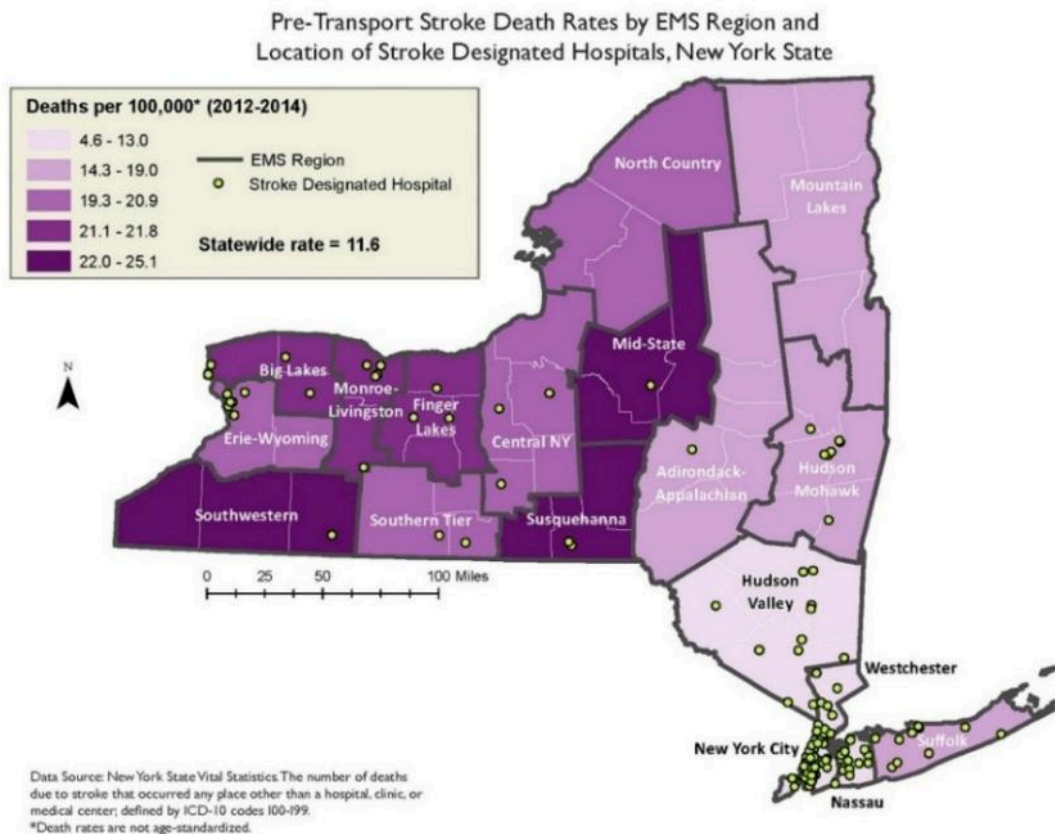 Pre-Transport Stroke Death Rates by EMS Region and
Location of Stroke Designated Hospitals, New York State
Deaths per 100,000* (2012-2014)
4.6 - 13.0
14.3 - 19.0
19.3 - 20.9
21.1 - 21.8
22.0 - 25.1
EMS Region
Stroke Designated Hospital
Statewide rate = 11.6
North Country
Mountain
Lakes
N
Mid-State
Big Lakes
Monroe-
Livingston
Finger
Lakes
Erie-Wyoming
Central NY
Adirondack-
Appalachian
Hudson
Mohawk
Southwestern
Southern Tier
Susquehanna
0 25 50 100 Miles
Hudson
Valley
Westchester
New York City
Suffolk
Nassau
Data Source: New York State Vital Statistics. The number of deaths
due to stroke that occurred any place other than a hospital, clinic, or
medical center; defined by ICD-10 codes I00-I99.
*Death rates are not age-standardized.